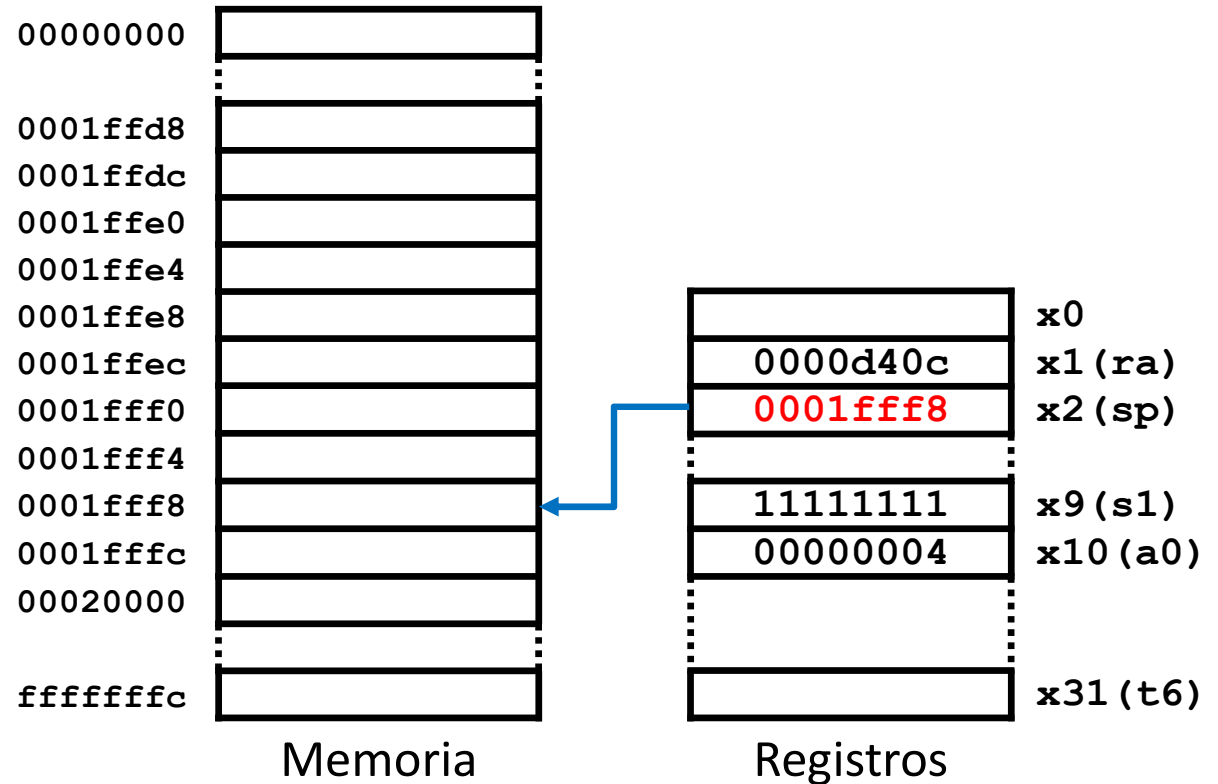 00000000
0001ffd8
0001ffdc
0001ffe0
0001ffe4
0001ffe8
x0
0001ffec
0000d40c
x1(ra)
0001fff0
0001fff8
x2(sp)
0001fff4
0001fff8
11111111
x9(s1)
0001fffc
00000004
x10(a0)
00020000
fffffffc
x31(t6)
Memoria
Registros